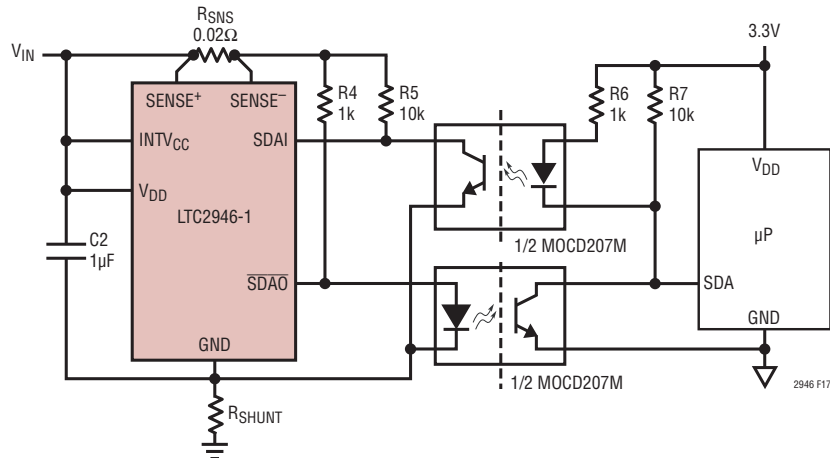 RSNS
0.02Ω
VIN
3.3V
SENSE+
SENSE–
R4
1k
R5
10k
R6
1k
R7
10k
INTVCC
SDAI
VDD
VDD
LTC2946-1
µP
C2
1µF
1/2 MOCD207M
SDAO
SDA
GND
GND
1/2 MOCD207M
RSHUNT
2946 F17